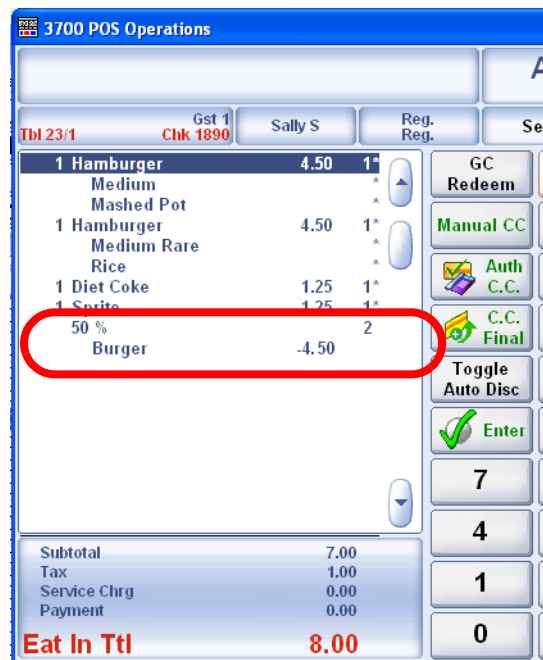 3700 POS Operations
A
Tbl 23/1 Gst 1 Chk 1890
Sally S
Reg.
Reg.
Se
1 Hamburger 4.50 1*
Medium *
Mashed Pot *
1 Hamburger 4.50 1*
Medium Rare *
Rice *
1 Diet Coke 1.25 1*
1 Sprite 1.25 1*
50 % 2
Burger -4.50
Subtotal 7.00
Tax 1.00
Service Chrg 0.00
Payment 0.00
Eat In Ttl 8.00
GC
Redeem
Manual CC
Auth
C.C.
C.C.
Final
Toggle
Auto Disc
Enter
7
4
1
0